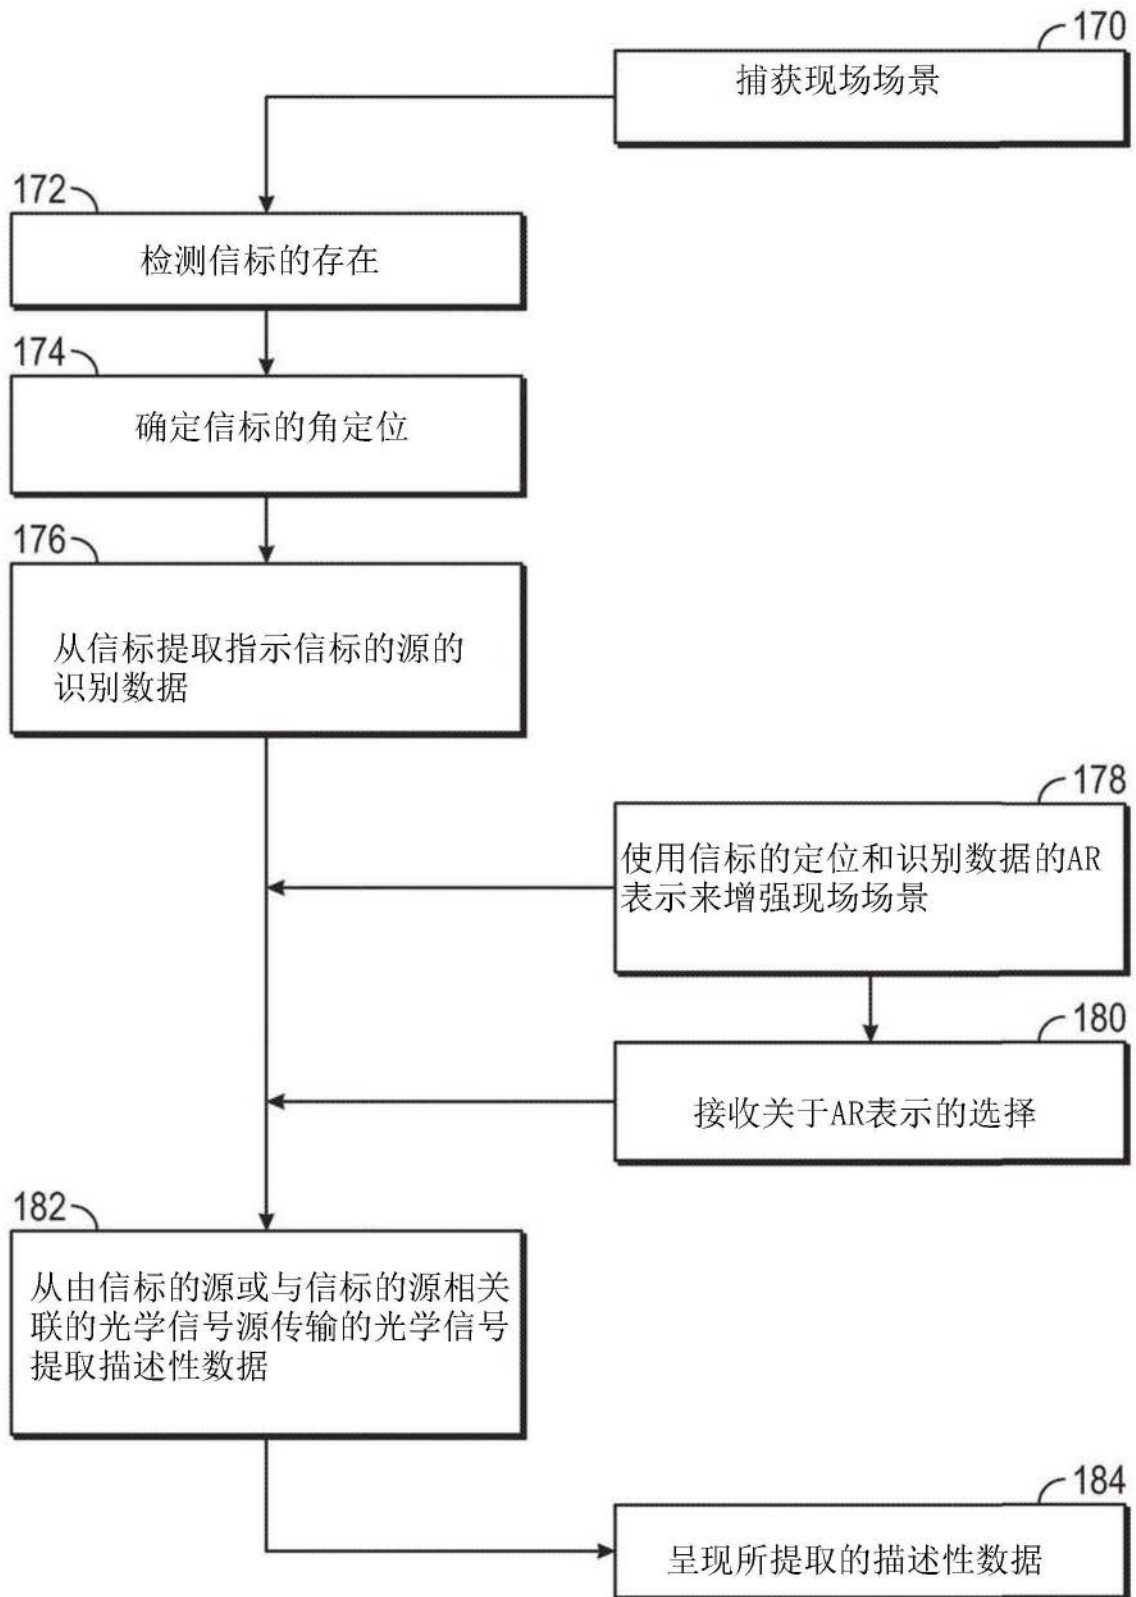 170
捕获现场场景
172
检测信标的存在
174
确定信标的角定位
176
从信标提取指示信标的源的
识别数据
178
使用信标的定位和识别数据的AR
表示来增强现场场景
180
接收关于AR表示的选择
182
从由信标的源或与信标的源相关
联的光学信号源传输的光学信号
提取描述性数据
184
呈现所提取的描述性数据